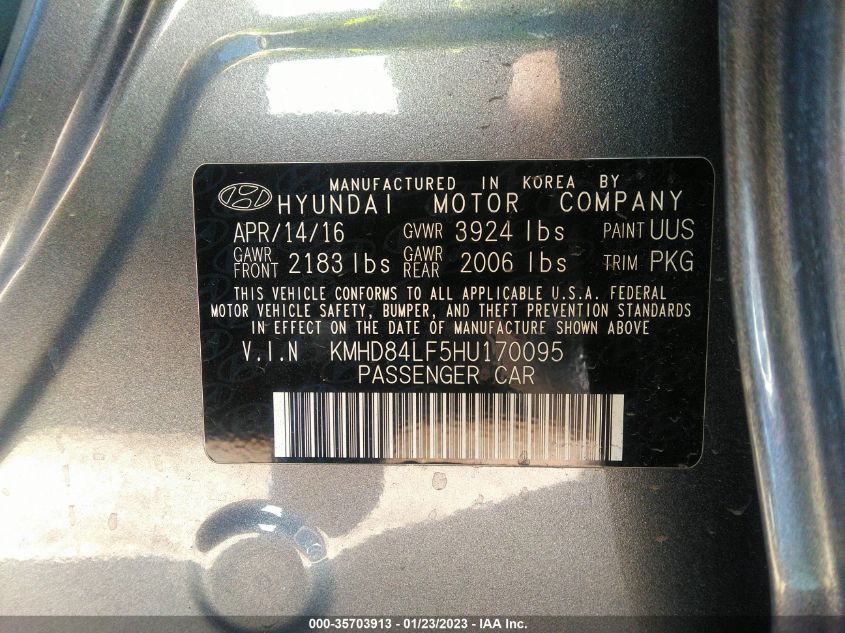 MANUFACTURED IN KOREA BY
HYUNDAI MOTOR COMPANY
APR/14/16 GVWR 3924 lbs PAINT UUS
GAWR FRONT 2183 lbs GAWR REAR 2006 lbs TRIM PKG
THIS VEHICLE CONFORMS TO ALL APPLICABLE U.S.A. FEDERAL
MOTOR VEHICLE SAFETY, BUMPER, AND THEFT PREVENTION STANDARDS
IN EFFECT ON THE DATE OF MANUFACTURE SHOWN ABOVE
V.I.N KMHD84LF5HU170095
PASSENGER CAR
000-35703913 - 01/23/2023 - IAA Inc.